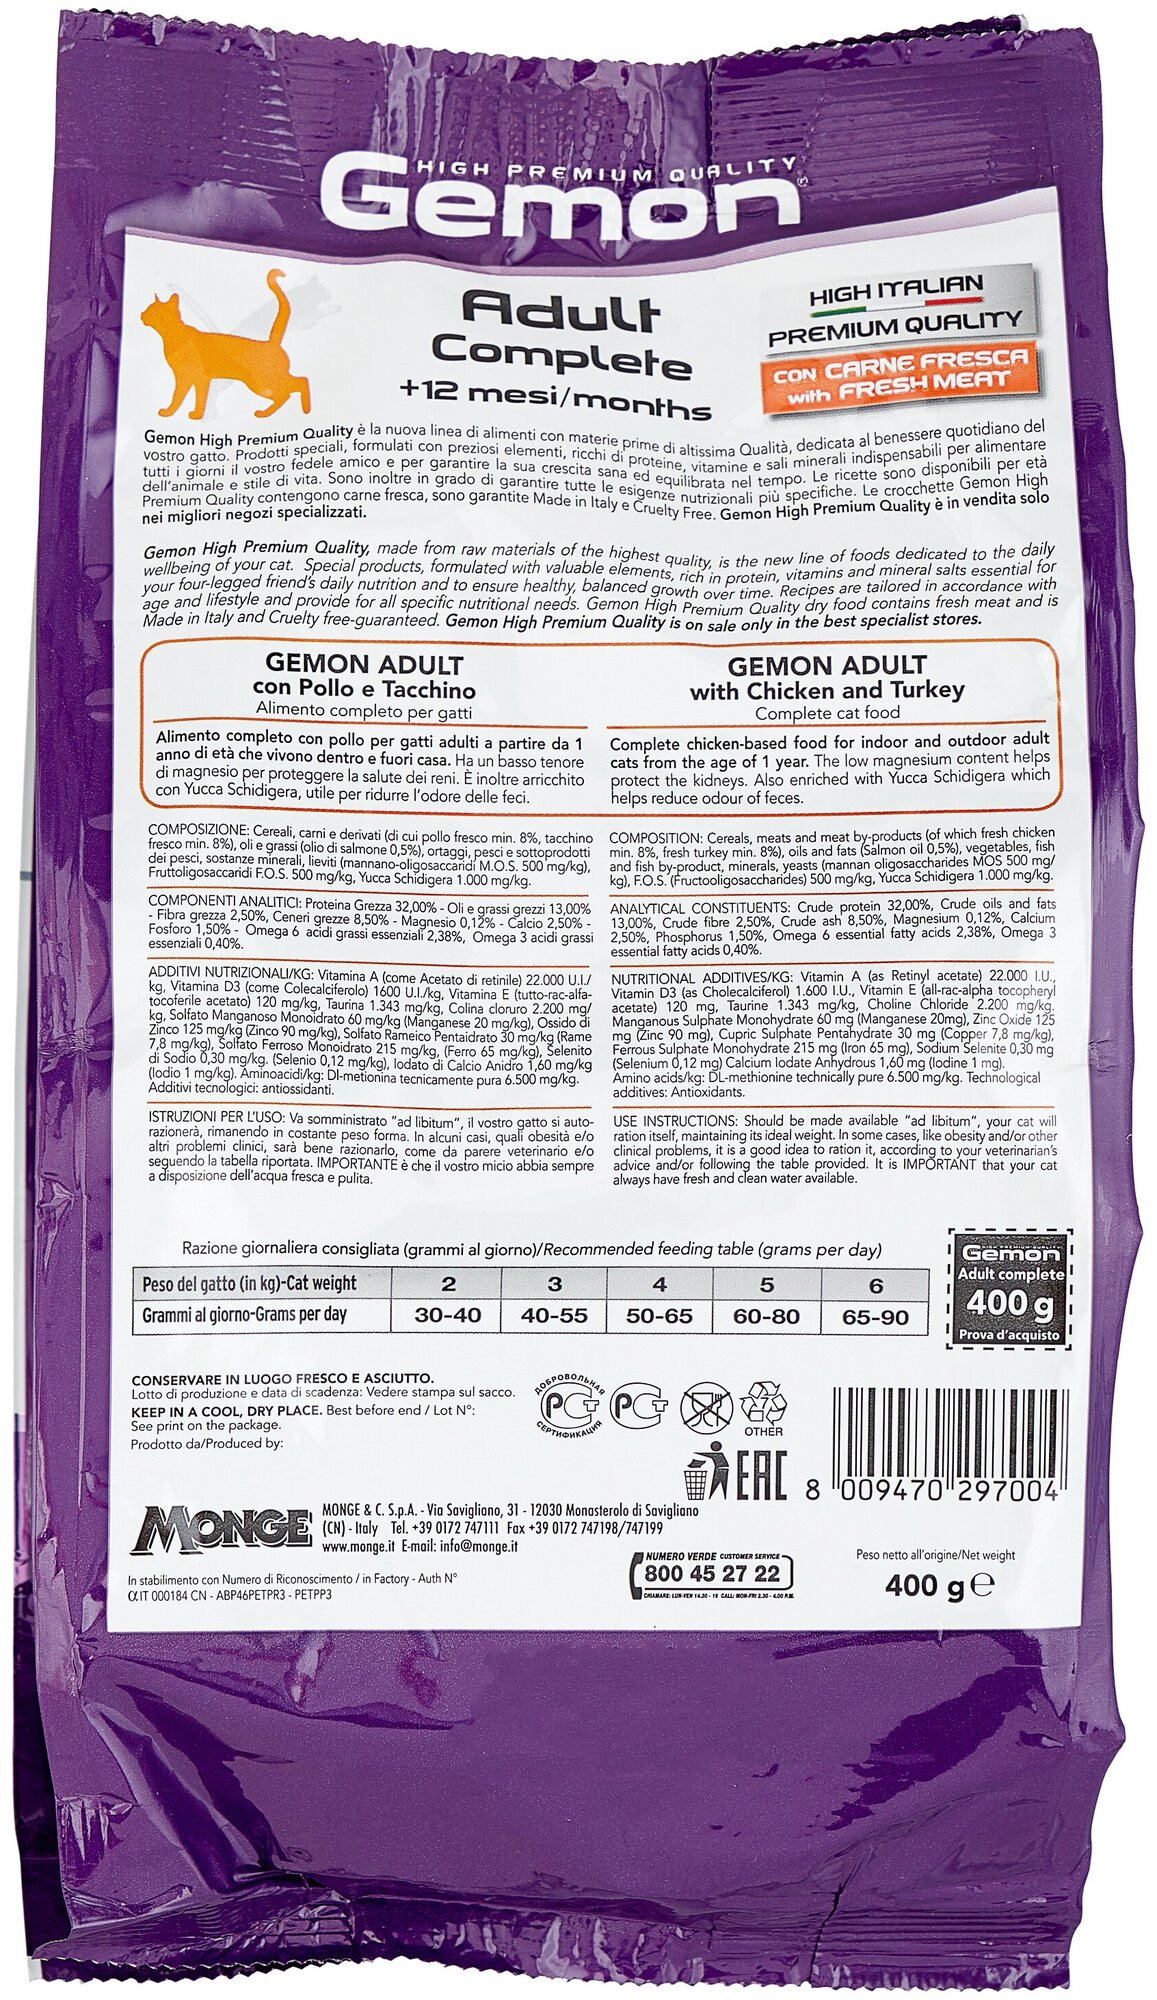 HIGH PREMIUM QUALITY
Gemon®
Adult
Complete
+12 mesi/months
HIGH ITALIAN
PREMIUM QUALITY
CON CARNE FRESCA
with FRESH MEAT
Gemon High Premium Quality è la nuova linea di alimenti con materie prime di altissima Qualità, dedicata al benessere quotidiano del
vostro gatto. Prodotti speciali, formulati con preziosi elementi, ricchi di proteine, vitamine e sali minerali indispensabili per alimentare
tutti i giorni il vostro fedele amico e per garantire la sua crescita sana ed equilibrata nel tempo. Le ricette sono disponibili per età
dell'animale e stile di vita. Sono inoltre in grado di garantire tutte le esigenze nutrizionali più specifiche. Le crocchette Gemon High
Premium Quality contengono carne fresca, sono garantite Made in Italy e Cruelty Free. Gemon High Premium Quality è in vendita solo
nei migliori negozi specializzati.
Gemon High Premium Quality, made from raw materials of the highest quality, is the new line of foods dedicated to the daily
wellbeing of your cat. Special products, formulated with valuable elements, rich in protein, vitamins and mineral salts essential for
your four-legged friend's daily nutrition and to ensure healthy, balanced growth over time. Recipes are tailored in accordance with
age and lifestyle and provide for all specific nutritional needs. Gemon High Premium Quality dry food contains fresh meat and is
Made in Italy and Cruelty free-guaranteed. Gemon High Premium Quality is on sale only in the best specialist stores.
GEMON ADULT
con Pollo e Tacchino
Alimento completo per gatti
Alimento completo con pollo per gatti adulti a partire da 1
anno di età che vivono dentro e fuori casa. Ha un basso tenore
di magnesio per proteggere la salute dei reni. È inoltre arricchito
con Yucca Schidigera, utile per ridurre l'odore delle feci.
GEMON ADULT
with Chicken and Turkey
Complete cat food
Complete chicken-based food for indoor and outdoor adult
cats from the age of 1 year. The low magnesium content helps
protect the kidneys. Also enriched with Yucca Schidigera which
helps reduce odour of feces.
COMPOSIZIONE: Cereali, carni e derivati (di cui pollo fresco min. 8%, tacchino
fresco min. 8%), oli e grassi (olio di salmone 0,5%), ortaggi, pesci e sottoprodotti
dei pesci, sostanze minerali, lieviti (mannano-oligosaccaridi M.O.S. 500 mg/kg),
Fruttoligosaccaridi F.O.S. 500 mg/kg, Yucca Schidigera 1.000 mg/kg.
COMPONENTI ANALITICI: Proteina Grezza 32,00% - Oli e grassi grezzi 13,00%
- Fibra grezza 2,50%, Ceneri grezze 8,50% - Magnesio 0,12% - Calcio 2,50% -
Fosforo 1,50% - Omega 6 acidi grassi essenziali 2,38%, Omega 3 acidi grassi
essenziali 0,40%.
ADDITIVI NUTRIZIONALI/KG: Vitamina A (come Acetato di retinile) 22.000 U.I./
kg, Vitamina D3 (come Colecalciferolo) 1600 U.I./kg, Vitamina E (tutto-rac-alfa-
tocoferile acetato) 120 mg/kg, Taurina 1.343 mg/kg, Colina cloruro 2.200 mg/
kg, Solfato Manganoso Monoidrato 60 mg/kg (Manganese 20 mg/kg), Ossido di
Zinco 125 mg/kg (Zinco 90 mg/kg), Solfato Rameico Pentaidrato 30 mg/kg (Rame
7,8 mg/kg), Solfato Ferroso Monoidrato 215 mg/kg, (Ferro 65 mg/kg), Selenito
di Sodio 0,30 mg/kg. (Selenio 0,12 mg/kg), Iodato di Calcio Anidro 1,60 mg/kg
(Iodio 1 mg/kg). Aminoacidi/kg: Dl-metionina tecnicamente pura 6.500 mg/kg.
Additivi tecnologici: antiossidanti.
ISTRUZIONI PER L'USO: Va somministrato "ad libitum", il vostro gatto si auto-
razionerà, rimanendo in costante peso forma. In alcuni casi, quali obesità e/o
altri problemi clinici, sarà bene razionarlo, come da parere veterinario e/o
seguendo la tabella riportata. IMPORTANTE è che il vostro micio abbia sempre
a disposizione dell'acqua fresca e pulita.
COMPOSITION: Cereals, meats and meat by-products (of which fresh chicken
min. 8%, fresh turkey min. 8%), oils and fats (Salmon oil 0,5%), vegetables, fish
and fish by-product, minerals, yeasts (mannan oligosaccharides MOS 500 mg/
kg), F.O.S. (Fructooligosaccharides) 500 mg/kg, Yucca Schidigera 1.000 mg/kg.
ANALYTICAL CONSTITUENTS: Crude protein 32,00%, Crude oils and fats
13,00%, Crude fibre 2,50%, Crude ash 8,50%, Magnesium 0,12%, Calcium
2,50%, Phosphorus 1,50%, Omega 6 essential fatty acids 2,38%, Omega 3
essential fatty acids 0,40%.
NUTRITIONAL ADDITIVES/KG: Vitamin A (as Retinyl acetate) 22.000 I.U.,
Vitamin D3 (as Cholecalciferol) 1.600 I.U., Vitamin E (all-rac-alpha tocopheryl
acetate) 120 mg, Taurine 1.343 mg/kg, Choline Chloride 2.200 mg/kg.
Manganous Sulphate Monohydrate 60 mg (Manganese 20mg), Zinc Oxide 125
mg (Zinc 90 mg/kg), Cupric Sulphate Pentahydrate 30 mg (Copper 7,8 mg/kg),
Ferrous Sulphate Monohydrate 215 mg (Iron 65 mg), Sodium Selenite 0,30 mg
(Selenium 0,12 mg) Calcium Iodate Anhydrous 1,60 mg (Iodine 1 mg).
Amino acids/kg: DL-methionine technically pure 6.500 mg/kg. Technological
additives: Antioxidants.
USE INSTRUCTIONS: Should be made available "ad libitum", your cat will
ration itself, maintaining its ideal weight. In some cases, like obesity and/or other
clinical problems, it is a good idea to ration it, according to your veterinarian's
advice and/or following the table provided. It is IMPORTANT that your cat
always have fresh and clean water available.
Razione giornaliera consigliata (grammi al giorno)/Recommended feeding table (grams per day)
Peso del gatto (in kg)-Cat weight 2 3 4 5 6
Grammi al giorno-Grams per day 30-40 40-55 50-65 60-80 65-90
HIGH PREMIUM QUALITY
Gemon
Adult complete
400 g
Prova d'acquisto
CONSERVARE IN LUOGO FRESCO E ASCIUTTO.
Lotto di produzione e data di scadenza: Vedere stampa sul sacco.
KEEP IN A COOL, DRY PLACE. Best before end / Lot N°:
See print on the package.
Prodotto da/Produced by:
ДОБРОВОЛЬНАЯ
СЕРТИФИКАЦИЯ
OTHER
EAC
8 009470 297004
MONGE
MONGE & C. S.p.A. - Via Savigliano, 31 - 12030 Monasterolo di Savigliano
(CN) - Italy Tel. +39 0172 747111 Fax +39 0172 747198/747199
www.monge.it E-mail: info@monge.it
In stabilimento con Numero di Riconoscimento / in Factory - Auth N°
αIT 000184 CN - ABP46PETPR3 - PETPP3
NUMERO VERDE CUSTOMER SERVICE
800 45 27 22
CHIAMARE: LUN-VEN 14.30 - 16 CALL: MON-FRI 2.30 - 4.00 P.M.
Peso netto all'origine/Net weight
400 g ℮